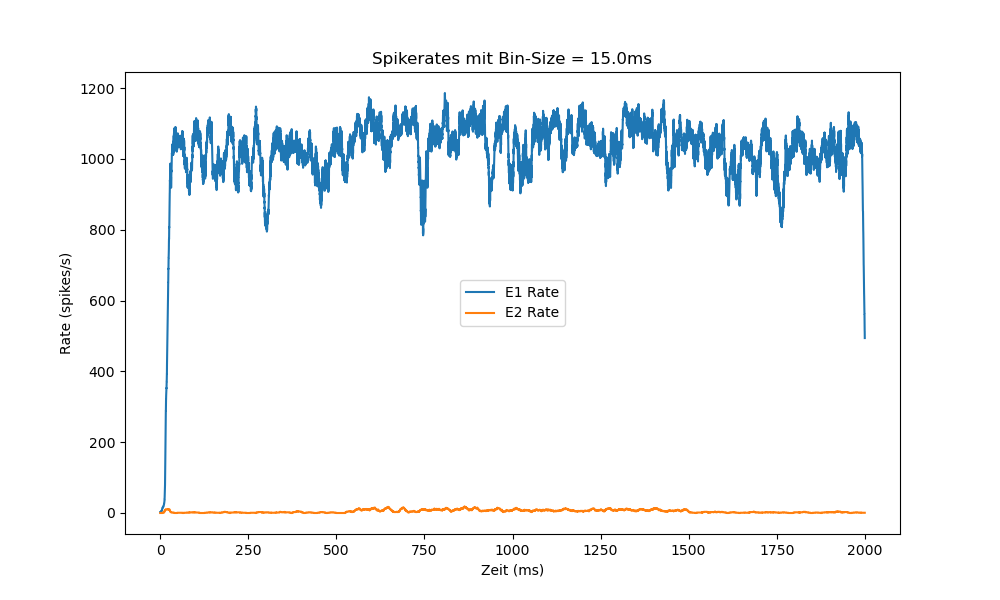 Spikerates mit Bin-Size = 15.0ms
1200
1000
800
600
400
200
0
Rate (spikes/s)
E1 Rate
E2 Rate
0 250 500 750 1000 1250 1500 1750 2000
Zeit (ms)